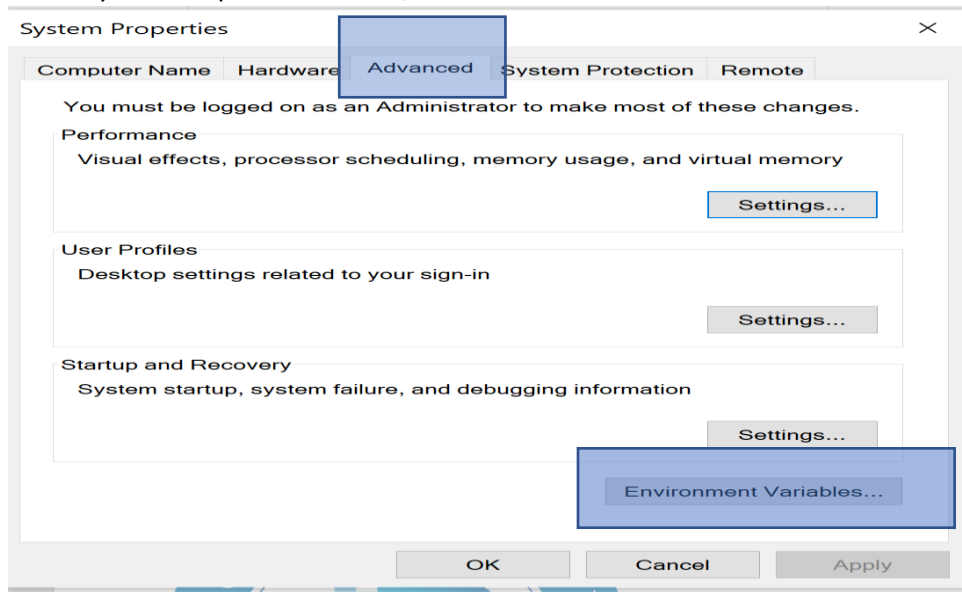 System Properties
Computer Name Hardware Advanced System Protection Remote
You must be logged on as an Administrator to make most of these changes.
Performance
Visual effects, processor scheduling, memory usage, and virtual memory
Settings...
User Profiles
Desktop settings related to your sign-in
Settings...
Startup and Recovery
System startup, system failure, and debugging information
Settings...
Environment Variables...
OK Cancel Apply